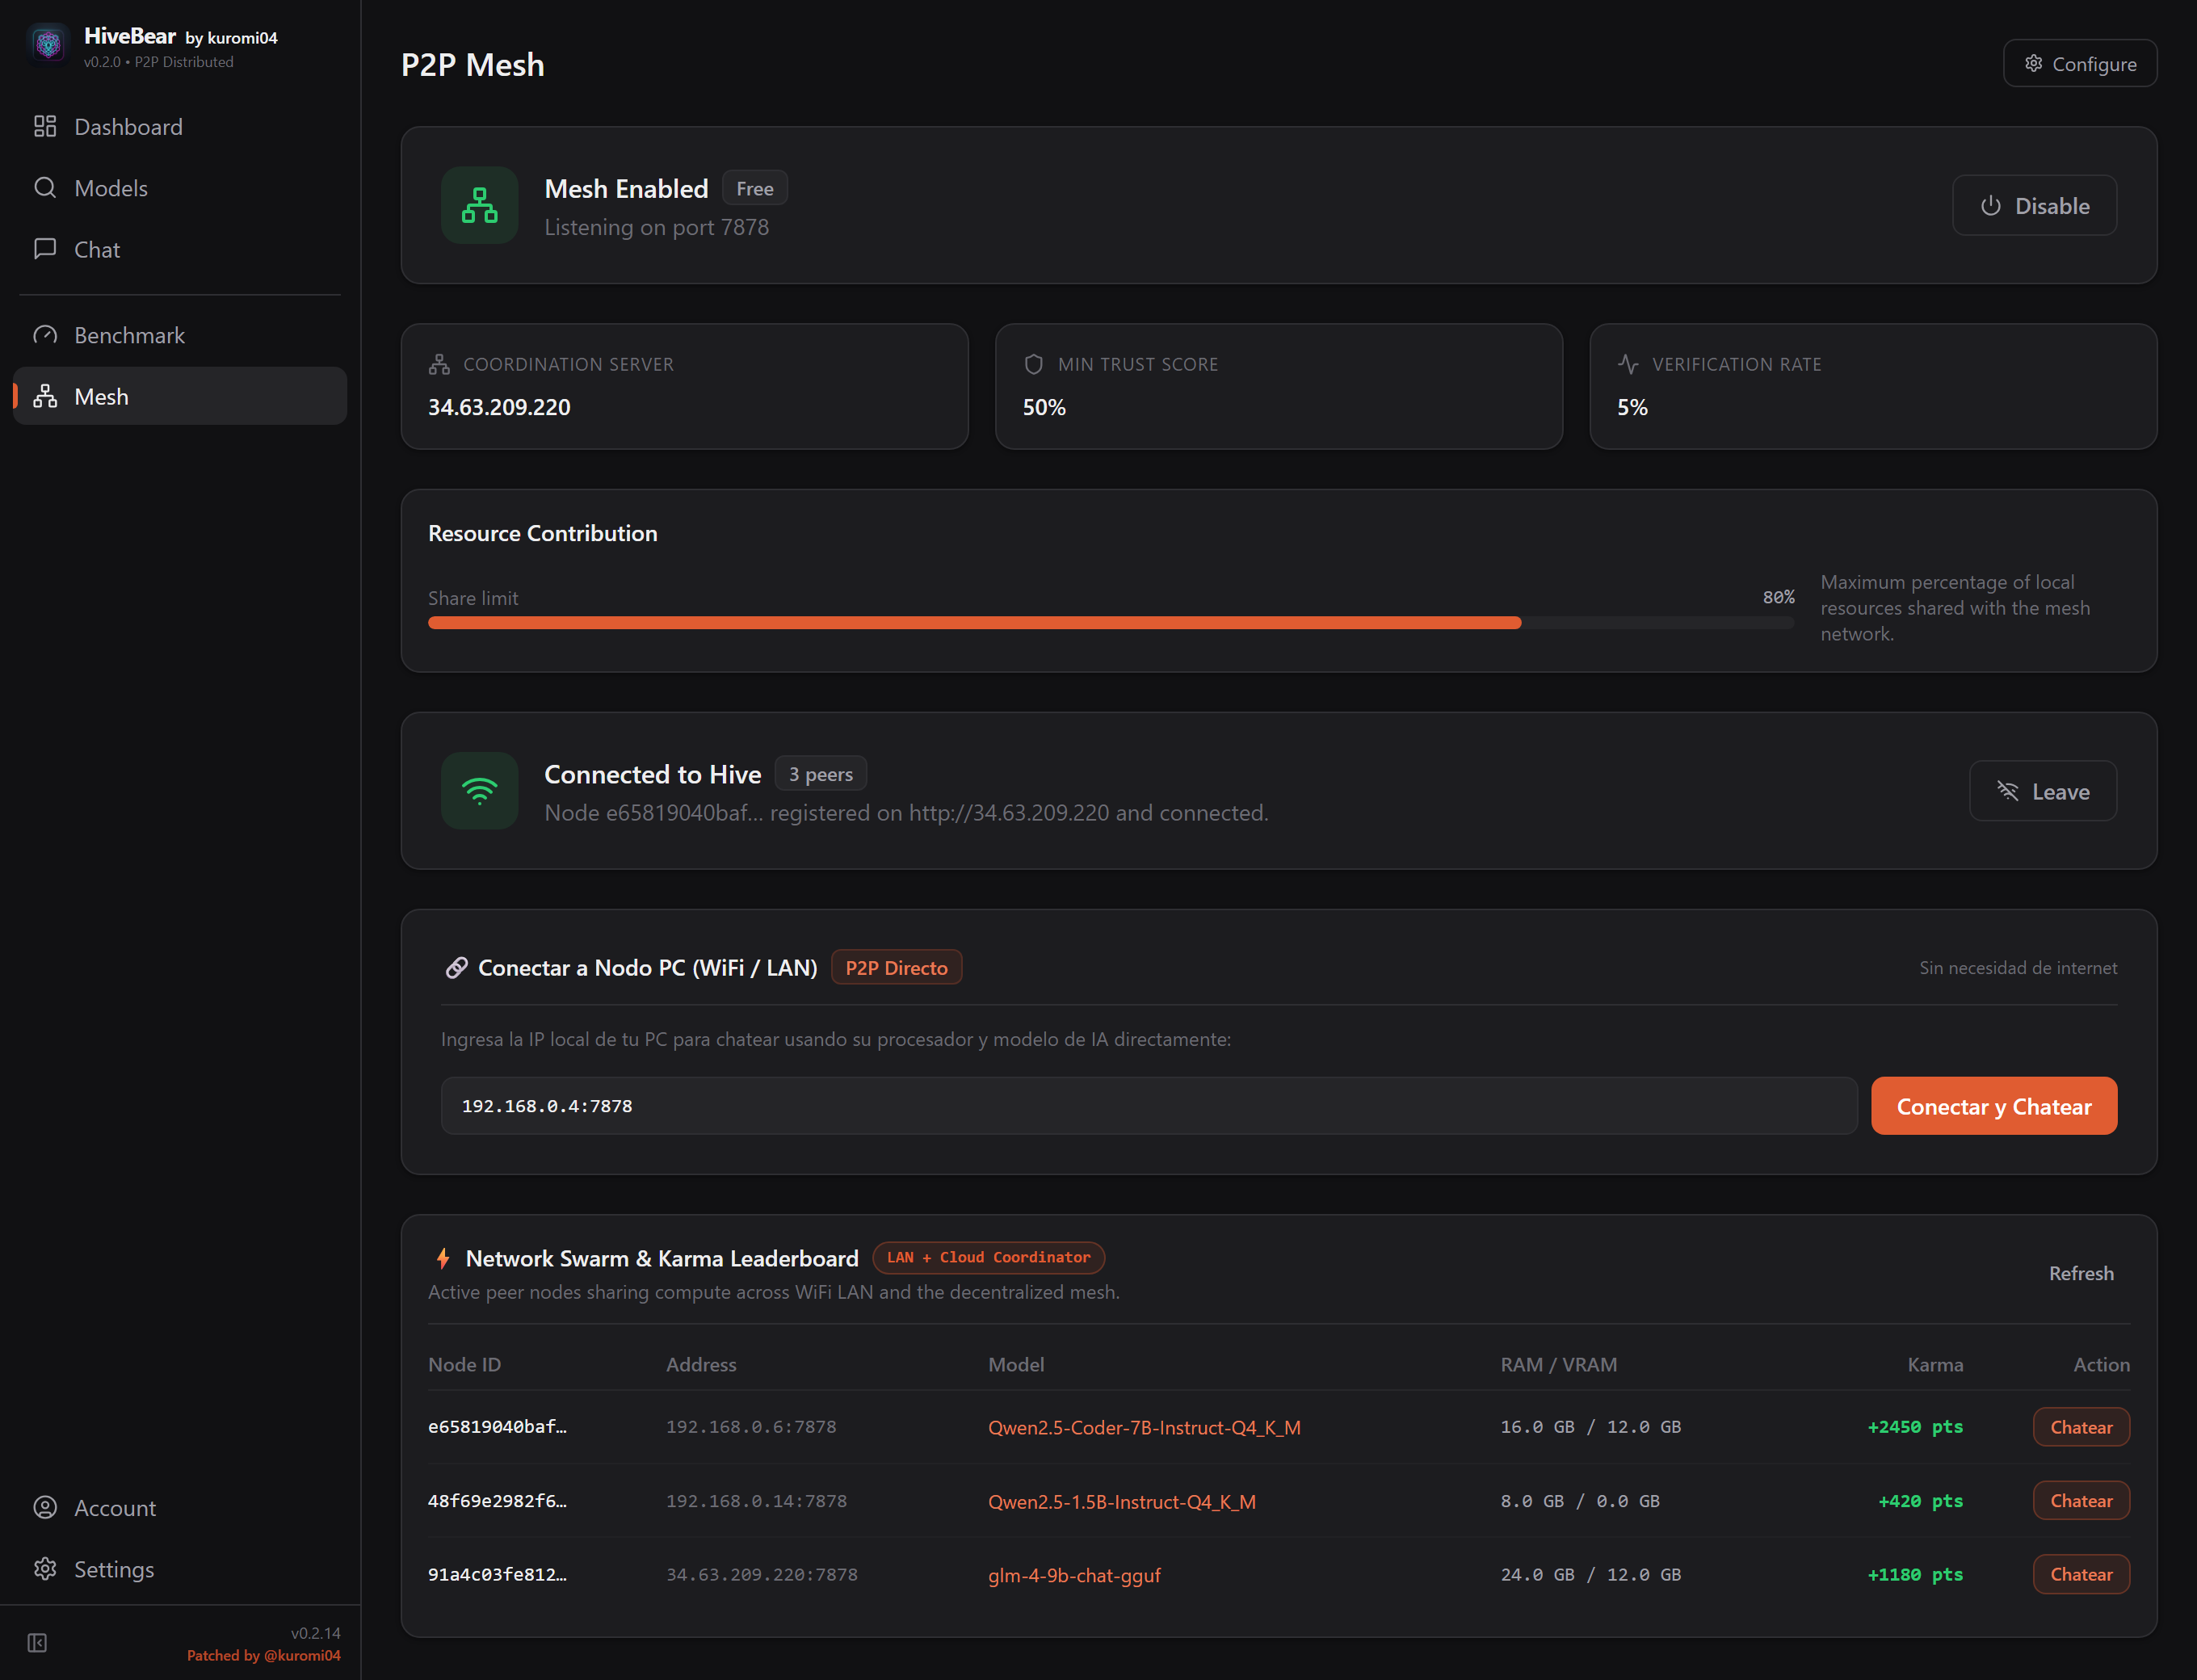 HiveBear by kuromi04
v0.2.0 • P2P Distributed
Dashboard
Models
Chat
Benchmark
Mesh
Account
Settings
v0.2.14
Patched by @kuromi04
P2P Mesh
Configure
Mesh Enabled Free
Listening on port 7878
Disable
COORDINATION SERVER
34.63.209.220
MIN TRUST SCORE
50%
VERIFICATION RATE
5%
Resource Contribution
Share limit
80%
Maximum percentage of local
resources shared with the mesh
network.
Connected to Hive 3 peers
Node e65819040baf... registered on http://34.63.209.220 and connected.
Leave
Conectar a Nodo PC (WiFi / LAN) P2P Directo
Sin necesidad de internet
Ingresa la IP local de tu PC para chatear usando su procesador y modelo de IA directamente:
192.168.0.4:7878
Conectar y Chatear
Network Swarm & Karma Leaderboard LAN + Cloud Coordinator
Active peer nodes sharing compute across WiFi LAN and the decentralized mesh.
Refresh
Node ID Address Model RAM / VRAM Karma Action
e65819040baf... 192.168.0.6:7878 Qwen2.5-Coder-7B-Instruct-Q4_K_M 16.0 GB / 12.0 GB +2450 pts Chatear
48f69e2982f6... 192.168.0.14:7878 Qwen2.5-1.5B-Instruct-Q4_K_M 8.0 GB / 0.0 GB +420 pts Chatear
91a4c03fe812... 34.63.209.220:7878 glm-4-9b-chat-gguf 24.0 GB / 12.0 GB +1180 pts Chatear